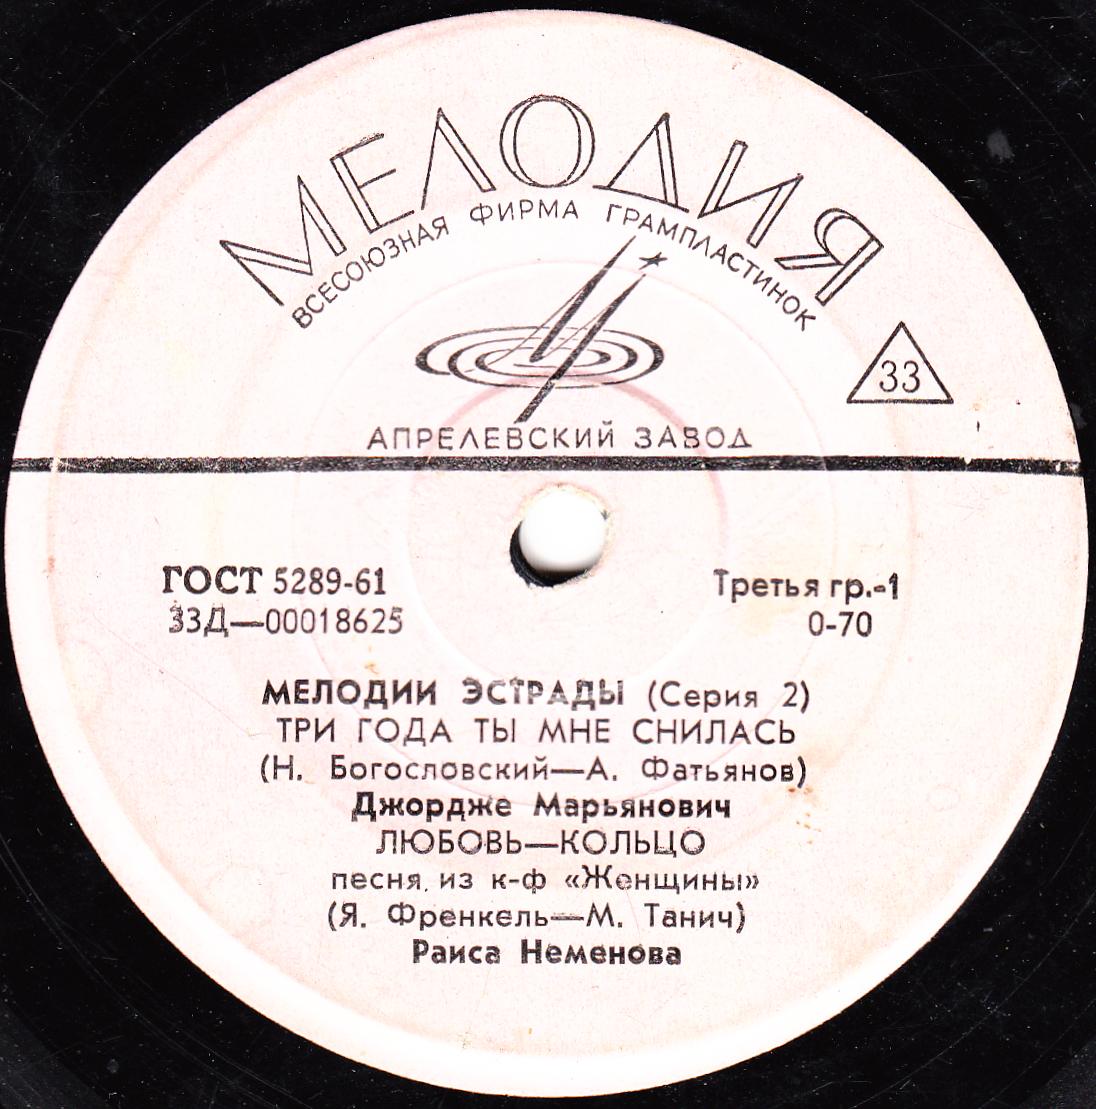 МЕЛОДИЯ
ВСЕСОЮЗНАЯ ФИРМА ГРАМПЛАСТИНОК
33
АПРЕЛЕВСКИЙ ЗАВОД
ГОСТ 5289-61
Третья гр.-1
33Д—00018625
0-70
МЕЛОДИИ ЭСТРАДЫ (Серия 2)
ТРИ ГОДА ТЫ МНЕ СНИЛАСЬ
(Н. Богословский—А. Фатьянов)
Джордже Марьянович
ЛЮБОВЬ—КОЛЬЦО
песня из к-ф «Женщины»
(Я. Френкель—М. Танич)
Раиса Неменова